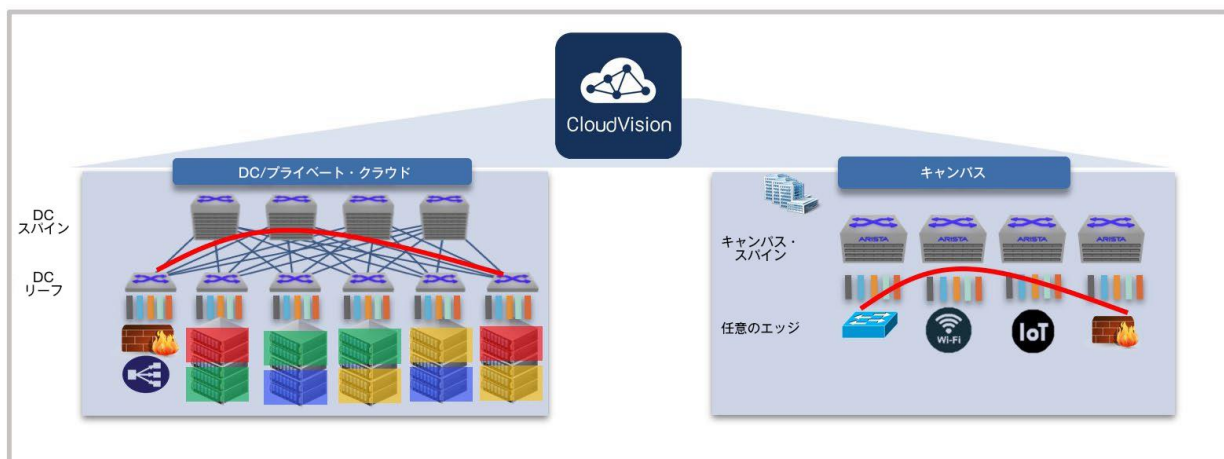 CloudVision
DC/プライベート・クラウド
キャンパス
DC
スパイン
DC
リーフ
キャンパス・
スパイン
ARISTA
ARISTA
ARISTA
ARISTA
任意のエッジ
Wi-Fi
IoT